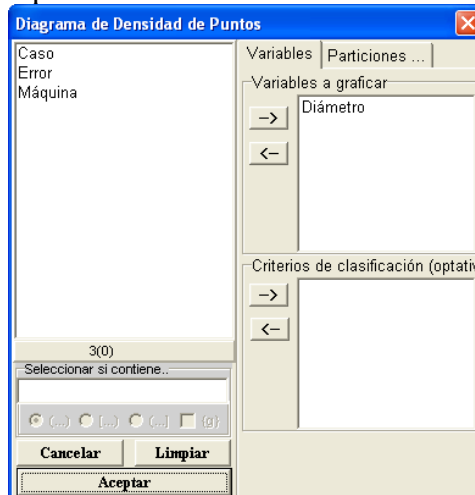 Diagrama de Densidad de Puntos
Caso
Error
Máquina
3(0)
Seleccionar si contiene..
(...) [...) (...] {g}
Cancelar Limpiar
Aceptar
Variables Particiones ...
Variables a graficar
-->
<--
Diámetro
Criterios de clasificación (optativ
-->
<--